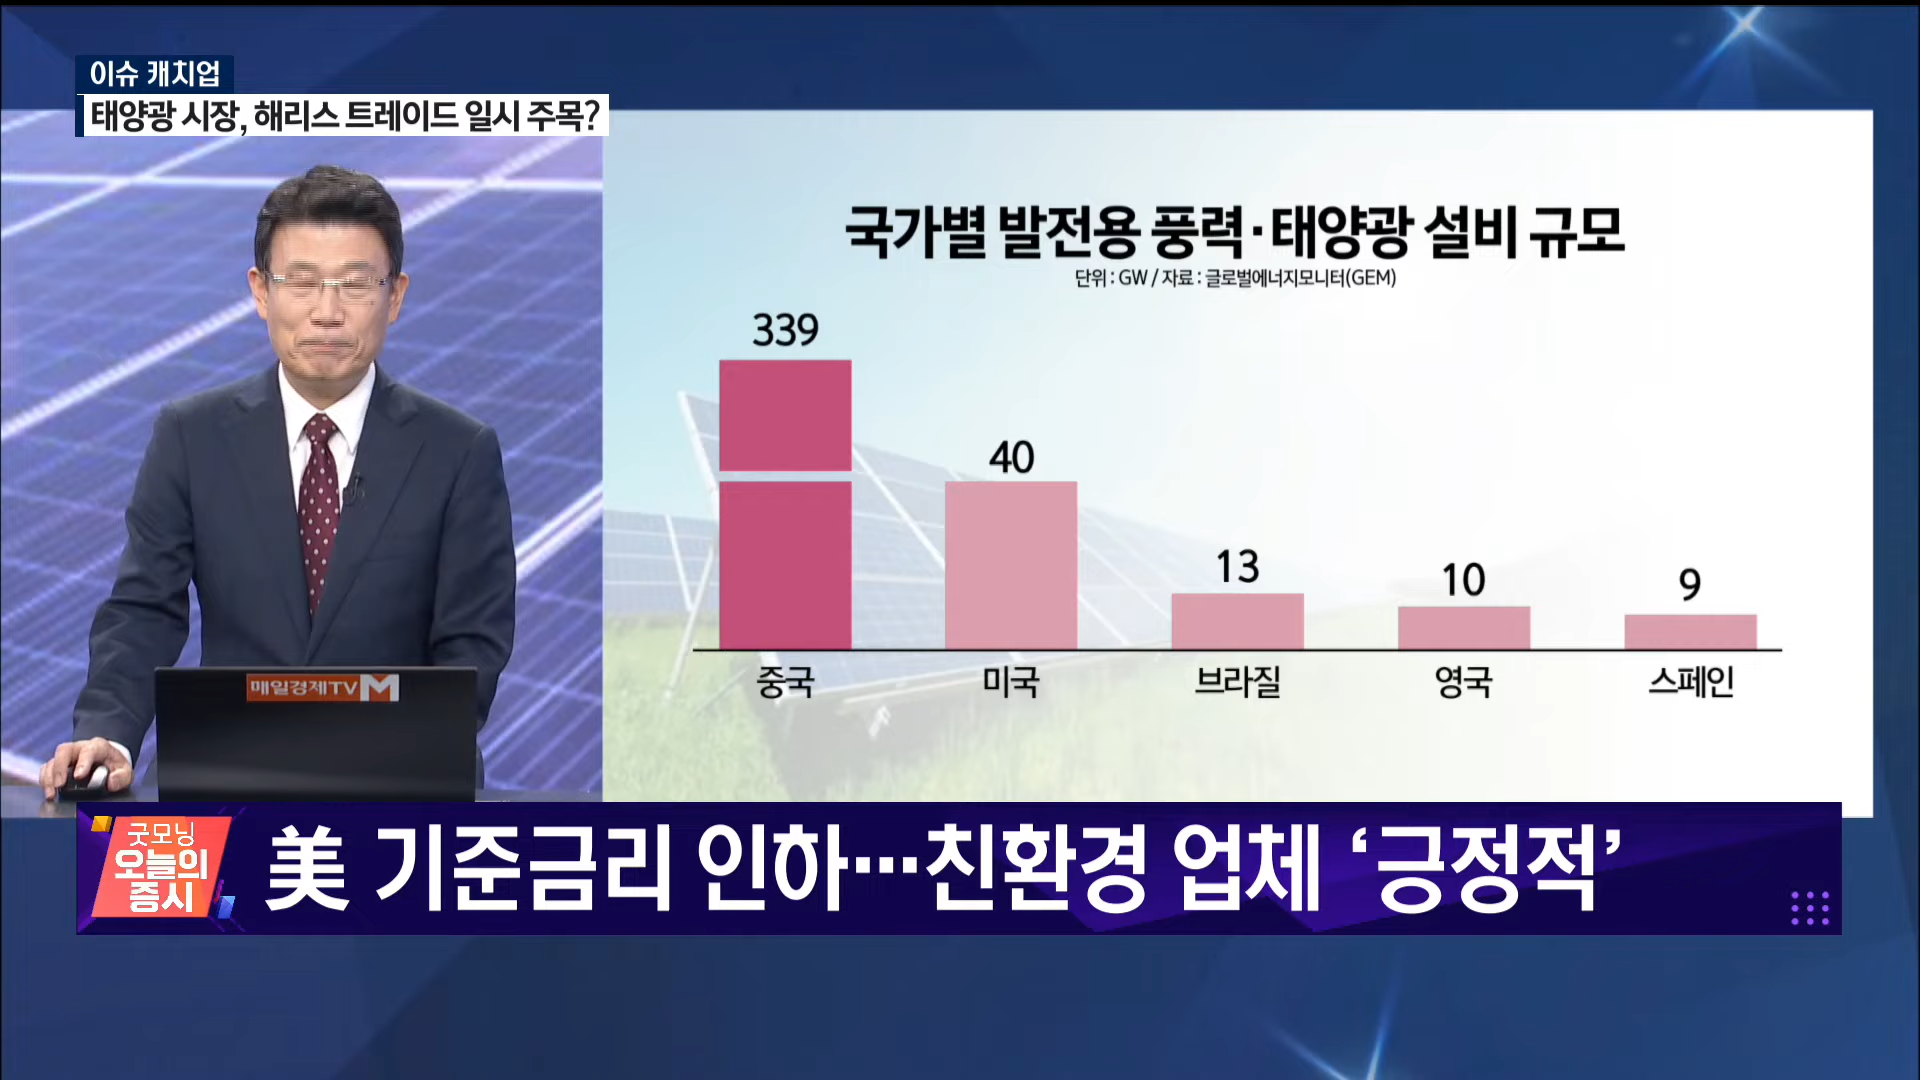 이슈 캐치업
태양광 시장, 해리스 트레이드 일시 주목?
국가별 발전용 풍력·태양광 설비 규모
단위 : GW / 자료 : 글로벌에너지모니터(GEM)
339
40
13
10
9
중국
미국
브라질
영국
스페인
매일경제TV M
굿모닝
오늘의
증시
美 기준금리 인하…친환경 업체 ‘긍정적’